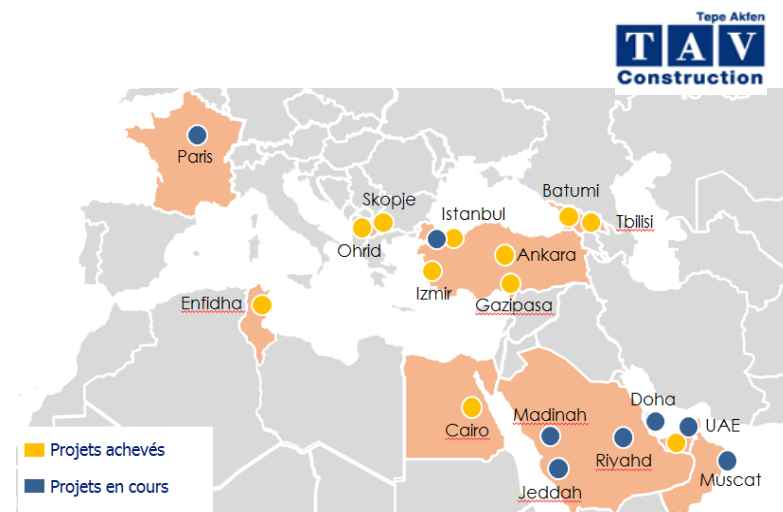 Tepe Akfen
TAV
Construction
Paris
Skopje
Batumi
Istanbul
Tbilisi
Ohrid
Ankara
Izmir
Enfidha
Gazipasa
Doha
Madinah
UAE
Cairo
Riyahd
Projets achevés
Muscat
Projets en cours
Jeddah